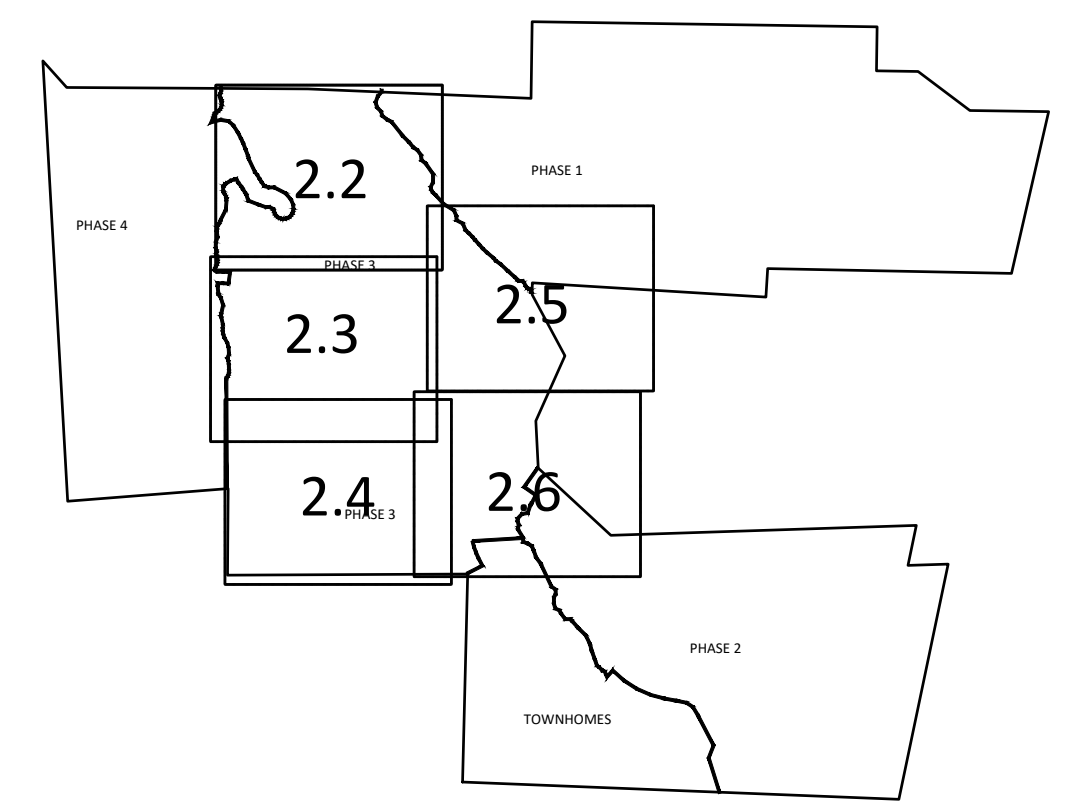 PHASE 1
2.2
PHASE 4
PHASE 3
2.5
2.3
2.6
2.4
PHASE 3
PHASE 2
TOWNHOMES